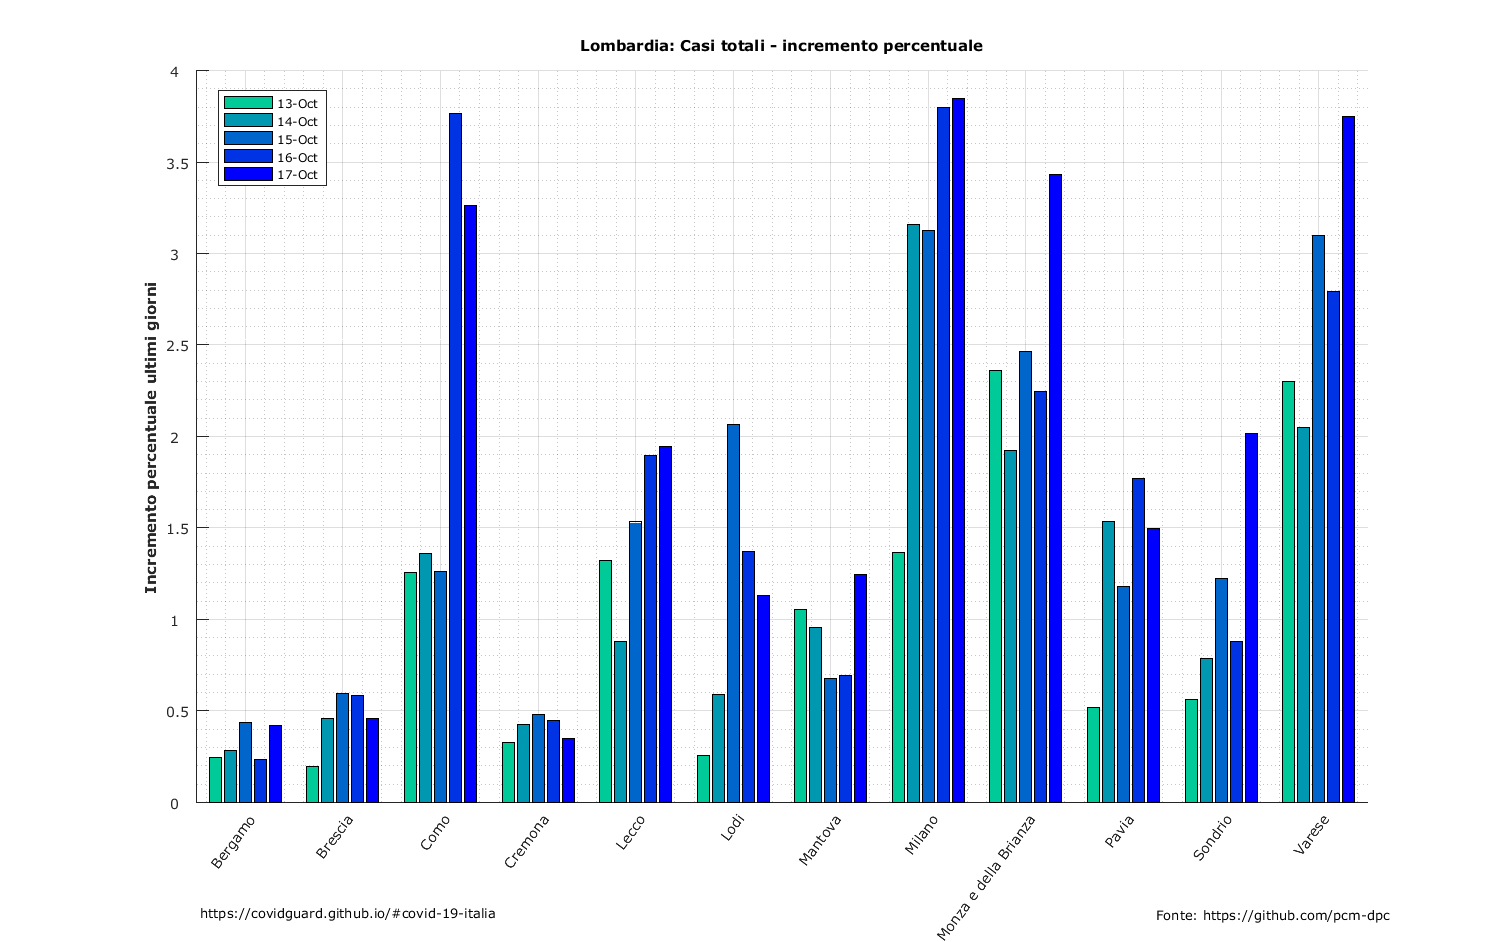 Lombardia: Casi totali - incremento percentuale
4
3.5
3
2.5
2
1.5
1
0.5
0
Incremento percentuale ultimi giorni
13-Oct
14-Oct
15-Oct
16-Oct
17-Oct
Bergamo
Brescia
Como
Cremona
Lecco
Lodi
Mantova
Milano
Monza e della Brianza
Pavia
Sondrio
Varese
https://covidguard.github.io/#covid-19-italia
Fonte: https://github.com/pcm-dpc